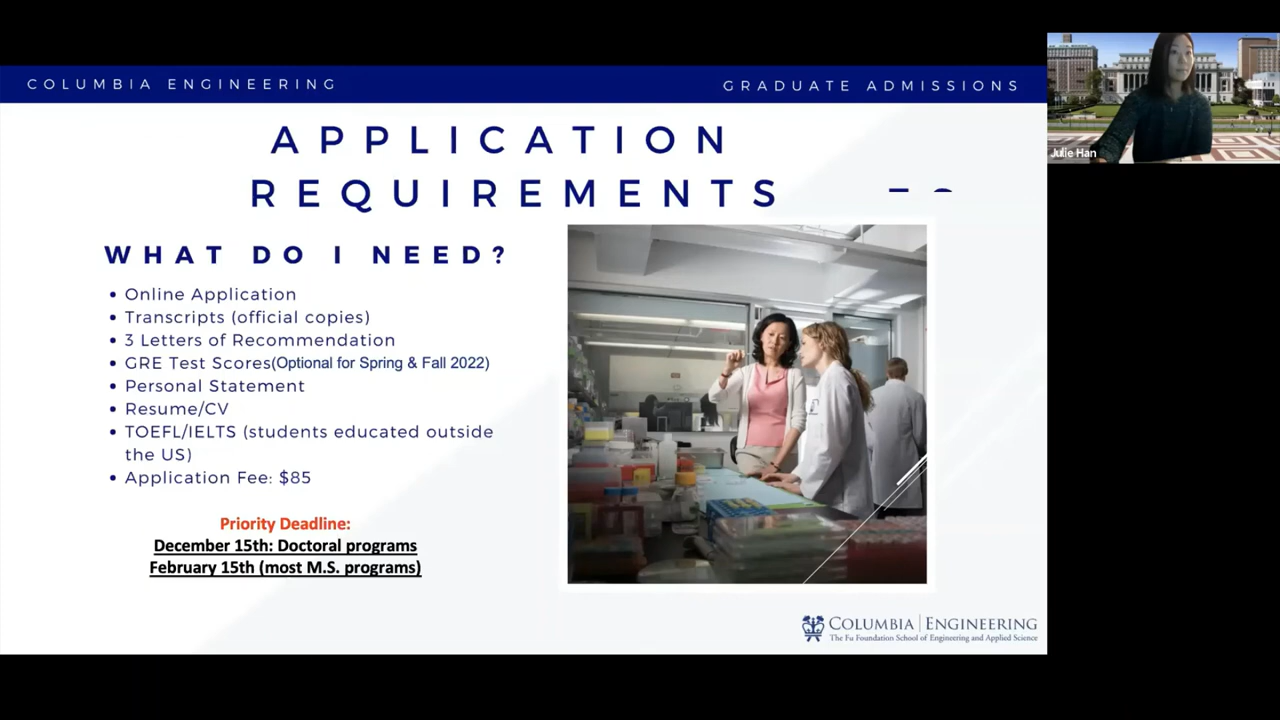 COLUMBIA ENGINEERING
GRADUATE ADMISSIONS
APPLICATION
REQUIREMENTS
WHAT DO I NEED?
• Online Application
• Transcripts (official copies)
• 3 Letters of Recommendation
• GRE Test Scores(Optional for Spring & Fall 2022)
• Personal Statement
• Resume/CV
• TOEFL/IELTS (students educated outside
the US)
• Application Fee: $85
Priority Deadline:
December 15th: Doctoral programs
February 15th (most M.S. programs)
COLUMBIA | ENGINEERING
The Fu Foundation School of Engineering and Applied Science
Julie Han